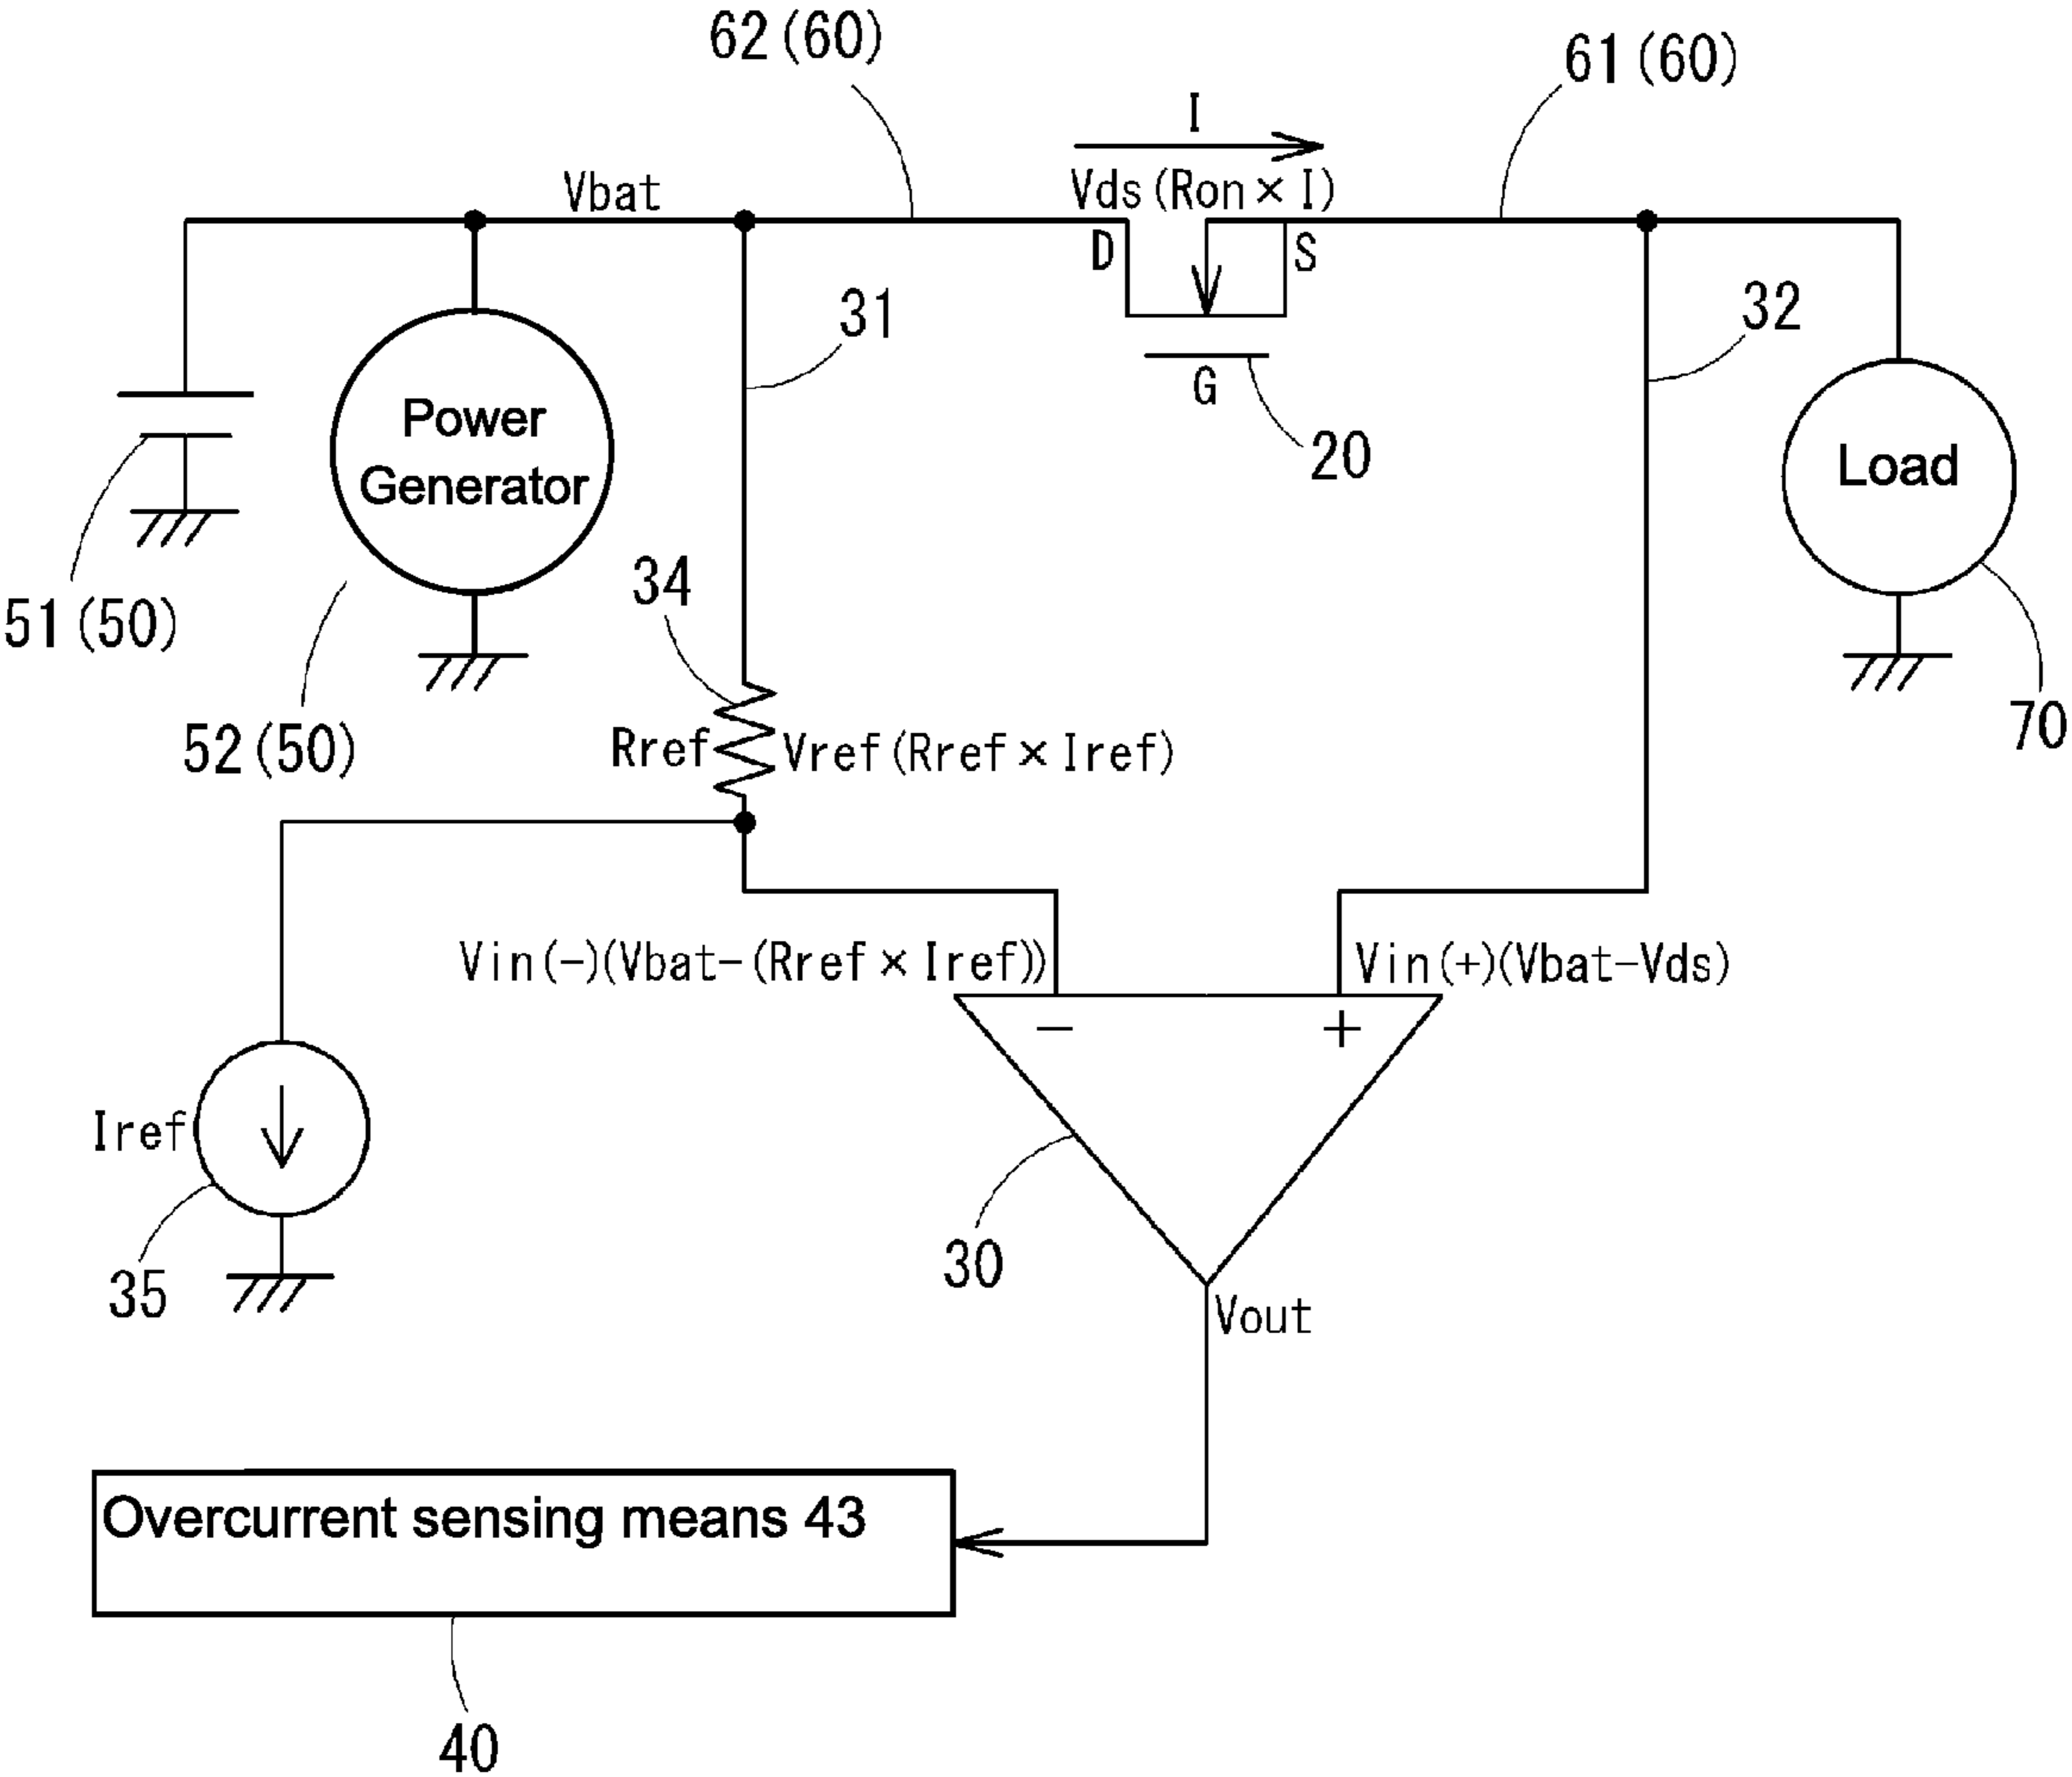 62(60)
61(60)
I
Vbat
Vds(Ron×I)
D
S
31
32
G
20
Power
Generator
Load
34
51(50)
52(50)
Rref
Vref(Rref×Iref)
70
Vin(-)(Vbat-(Rref×Iref))
Vin(+)(Vbat-Vds)
-
+
Iref
30
35
Vout
Overcurrent sensing means 43
40